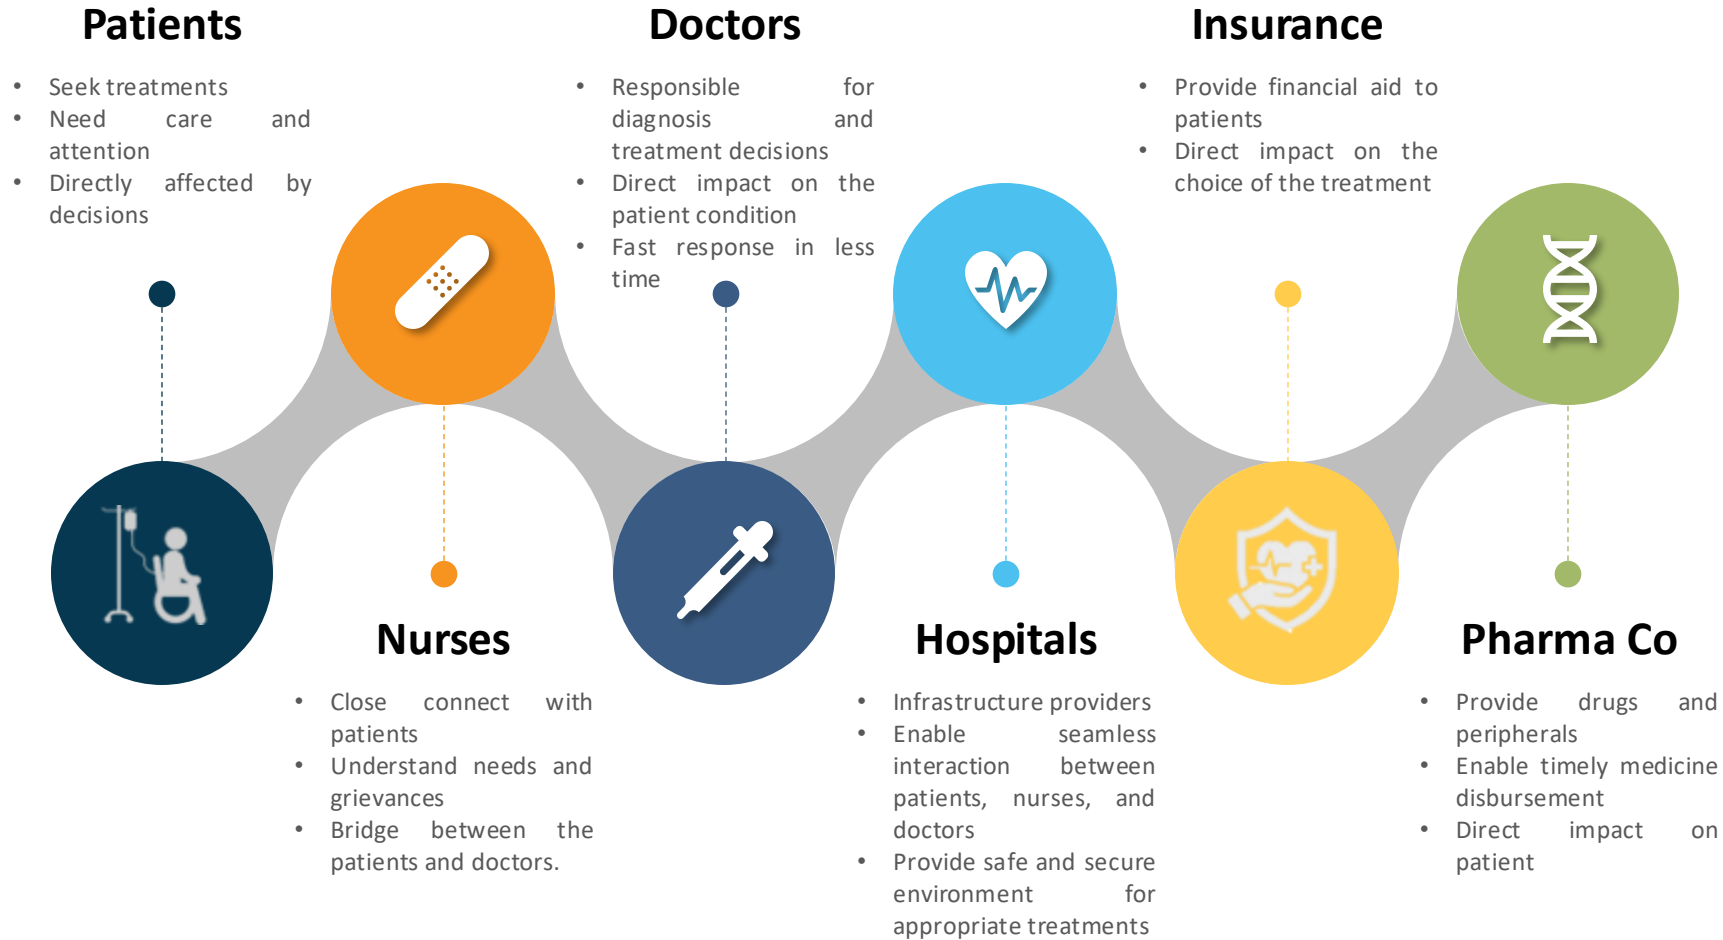 Patients
• Seek treatments
• Need care and
attention
• Directly affected by
decisions
Doctors
• Responsible for
diagnosis and
treatment decisions
• Direct impact on the
patient condition
• Fast response in less
time
Insurance
• Provide financial aid to
patients
• Direct impact on the
choice of the treatment
Nurses
• Close connect with
patients
• Understand needs and
grievances
• Bridge between the
patients and doctors.
Hospitals
• Infrastructure providers
• Enable seamless
interaction between
patients, nurses, and
doctors
• Provide safe and secure
environment for
appropriate treatments
Pharma Co
• Provide drugs and
peripherals
• Enable timely medicine
disbursement
• Direct impact on
patient